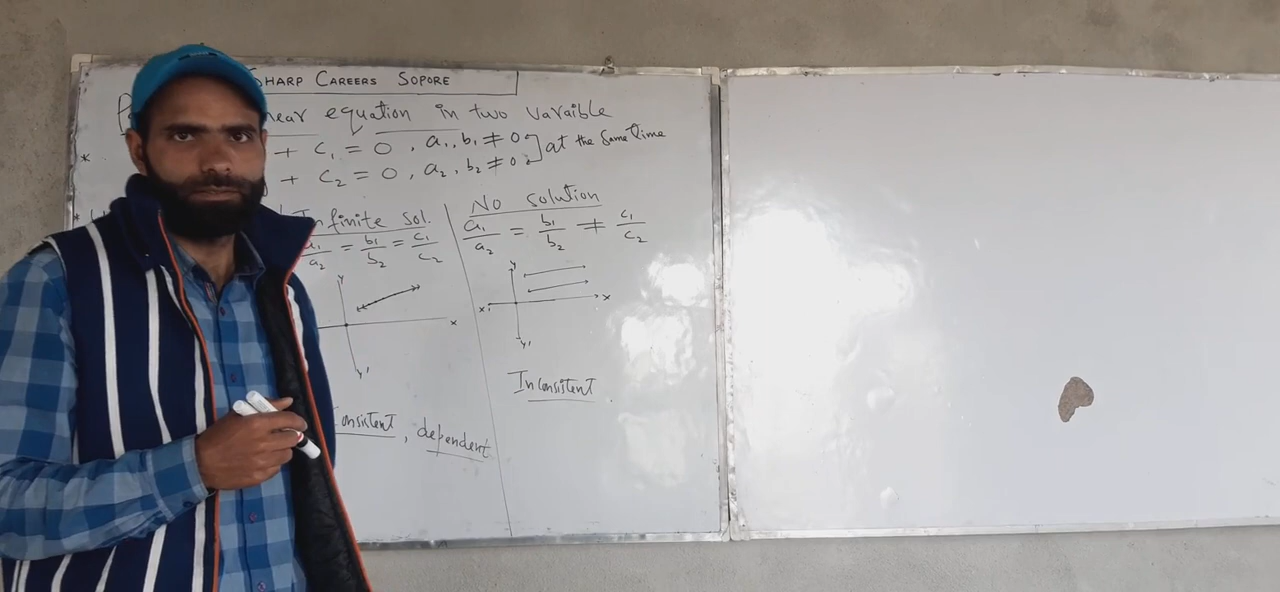 SHARP CAREERS SOPORE
near equation in two varaible
* + C₁ = 0, a₁, b₁ ≠ 0 ] at the same time
+ C₂ = 0, a₂, b₂ ≠ 0
* Infinite sol.
a₁/a₂ = b₁/b₂ = c₁/c₂
Y
X
Y'
Consistent, dependent
No solution
a₁/a₂ = b₁/b₂ ≠ c₁/c₂
Y
X' X
Y'
Inconsistent.